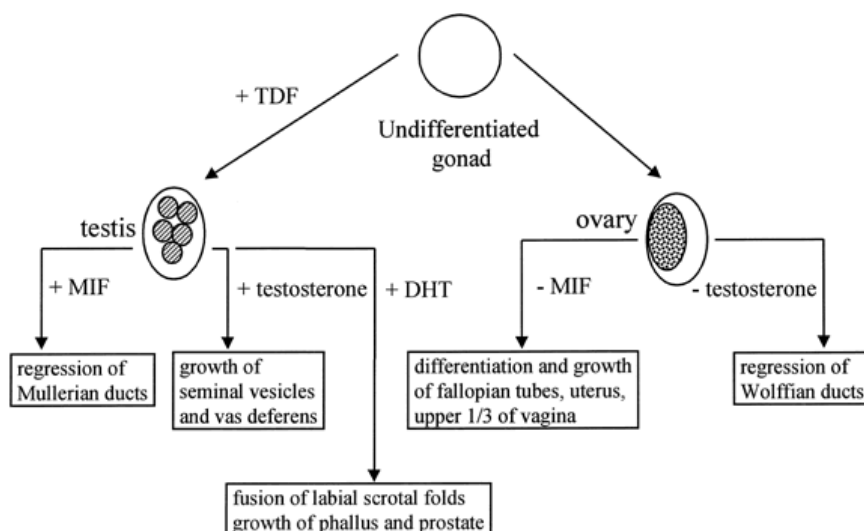 + TDF
Undifferentiated
gonad
testis
ovary
+ MIF
+ testosterone
+ DHT
- MIF
- testosterone
regression of
Mullerian ducts
growth of
seminal vesicles
and vas deferens
differentiation and growth
of fallopian tubes, uterus,
upper 1/3 of vagina
regression of
Wolffian ducts
fusion of labial scrotal folds
growth of phallus and prostate